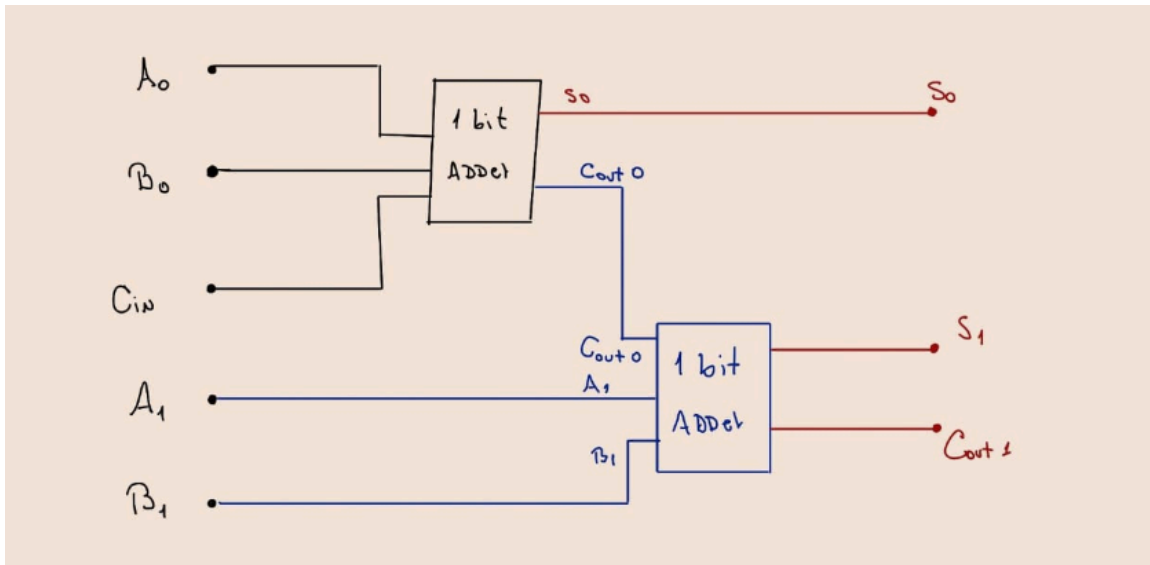 A0
B0
Cin
A1
B1
1 bit
ADDer
S0
Cout 0
S0
Cout 0
A1
B1
1 bit
ADDer
S1
Cout 1